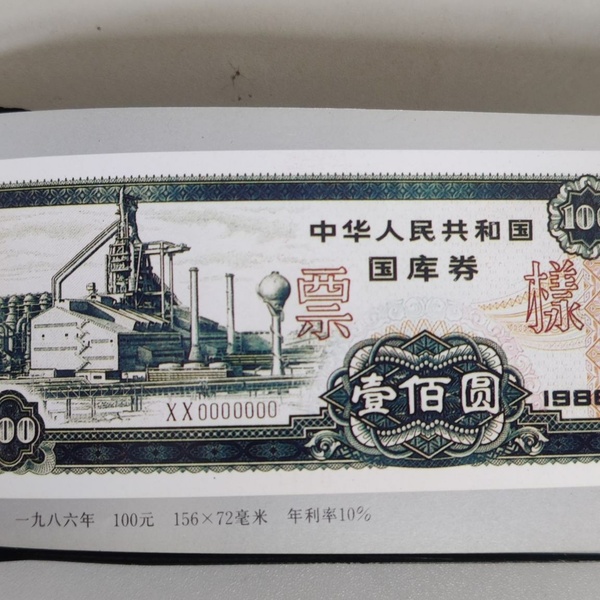 中华人民共和国
100
国库券
票樣
壹佰圆
1986
XX0000000
00
一九八六年 100元 156×72毫米 年利率10%